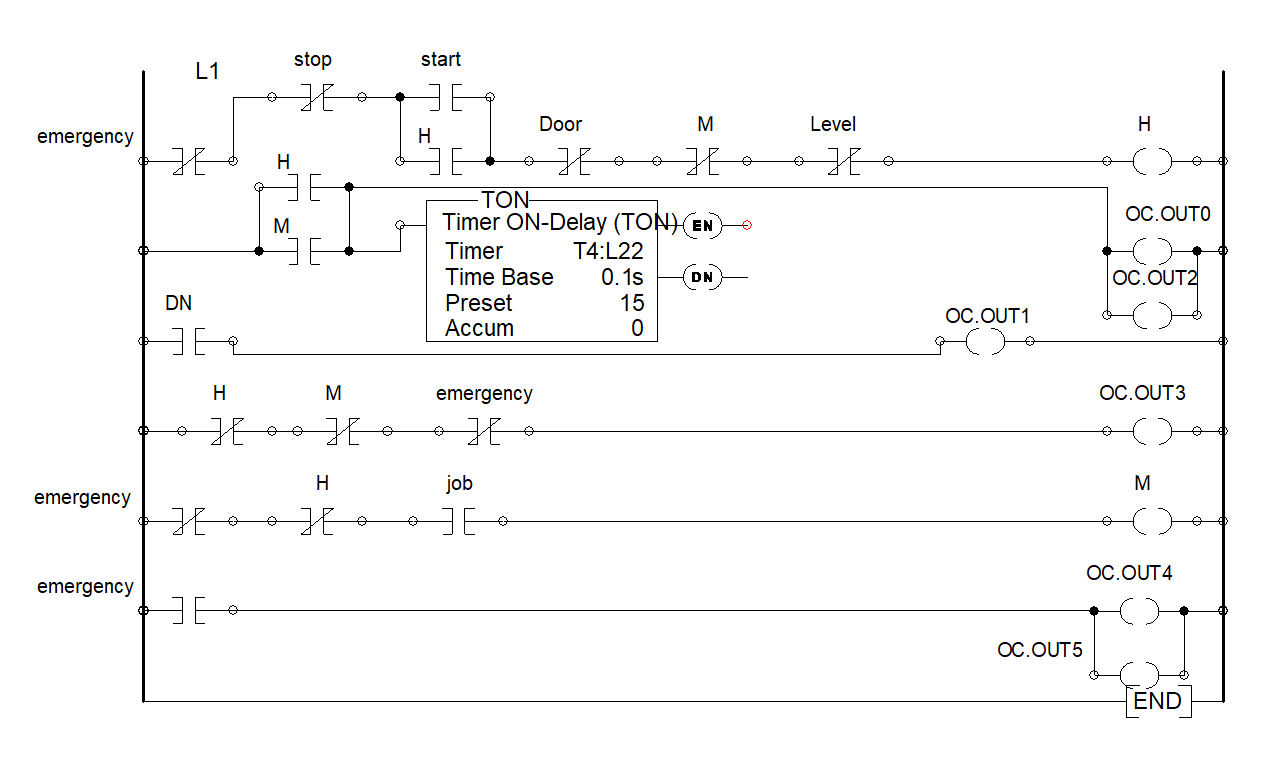 L1
stop
start
emergency
H
Door
M
Level
H
H
M
TON
Timer ON-Delay (TON)
EN
Timer T4:L22
Time Base 0.1s
DN
Preset 15
Accum 0
OC.OUT0
OC.OUT2
DN
OC.OUT1
H
M
emergency
OC.OUT3
emergency
H
job
M
emergency
OC.OUT4
OC.OUT5
END